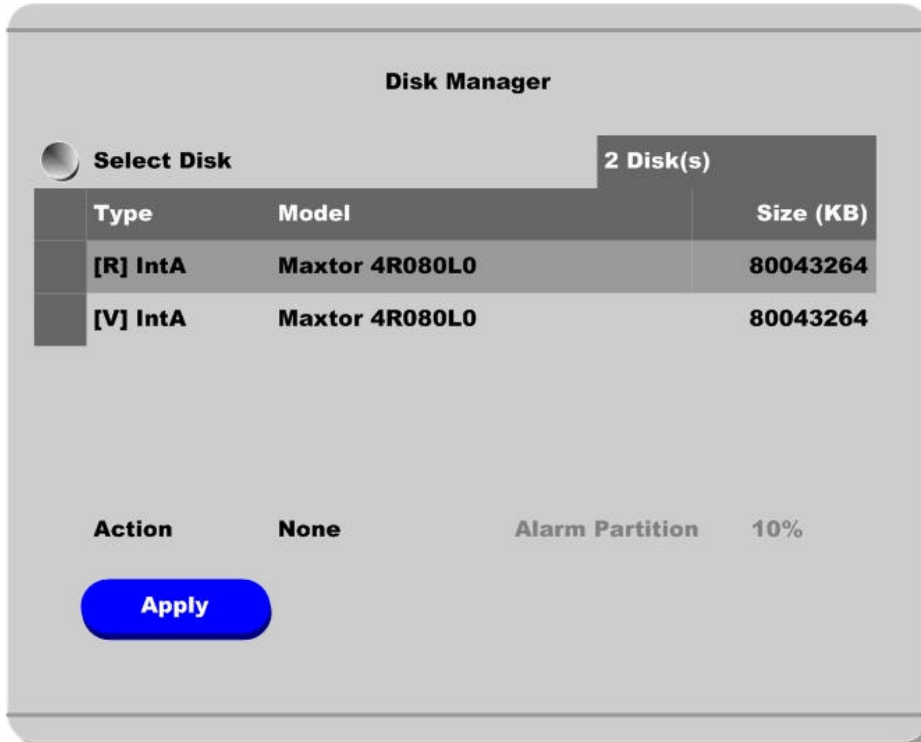 Disk Manager
Select Disk 2 Disk(s)
Type Model Size (KB)
[R] IntA Maxtor 4R080L0 80043264
[V] IntA Maxtor 4R080L0 80043264
Action None Alarm Partition 10%
Apply